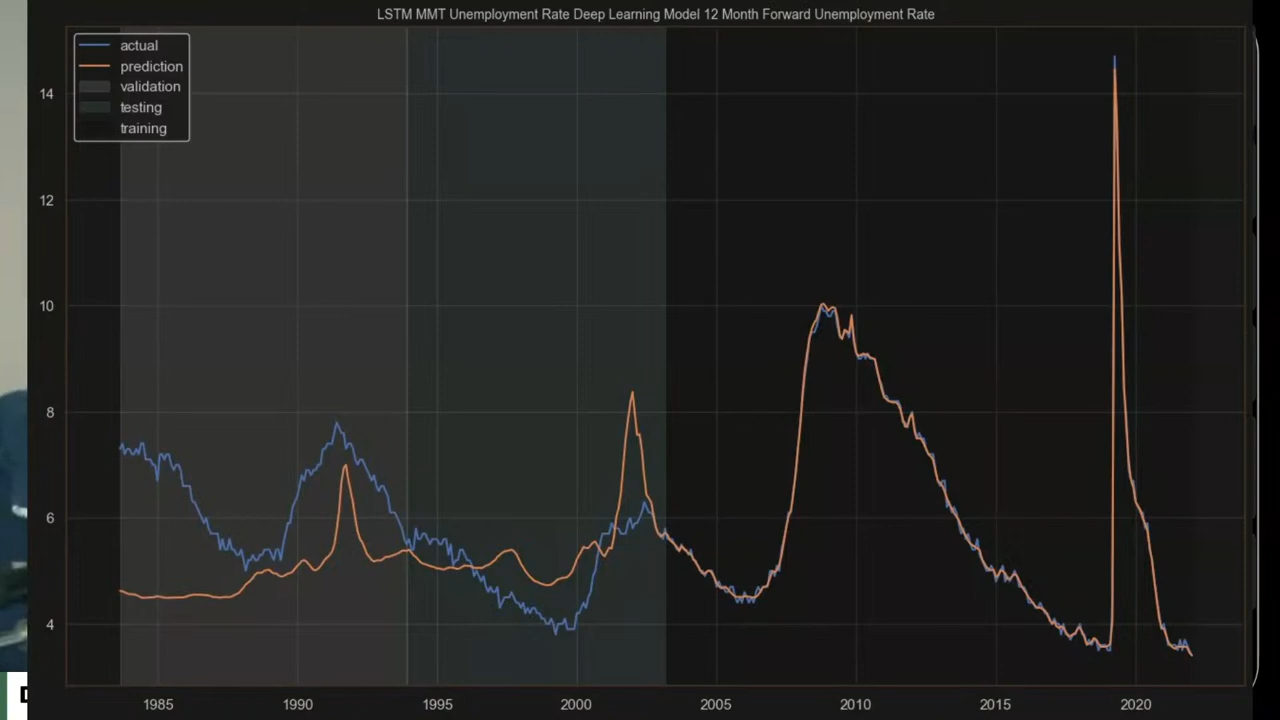 LSTM MMT Unemployment Rate Deep Learning Model 12 Month Forward Unemployment Rate
actual
prediction
validation
testing
training
14
12
10
8
6
4
1985 1990 1995 2000 2005 2010 2015 2020